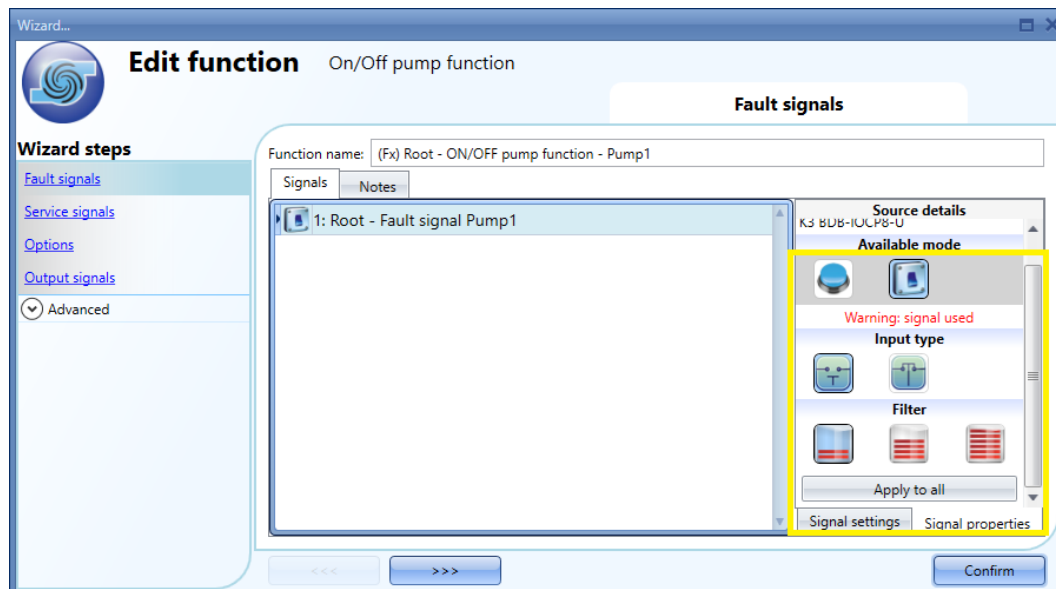 Wizard...
Edit function On/Off pump function
Fault signals
Wizard steps
Fault signals
Service signals
Options
Output signals
Advanced
Function name: (Fx) Root - ON/OFF pump function - Pump1
Signals Notes
1: Root - Fault signal Pump1
Source details
K3 BDB-IOCP8-U
Available mode
Warning: signal used
Input type
Filter
Apply to all
Signal settings Signal properties
<<< >>> Confirm